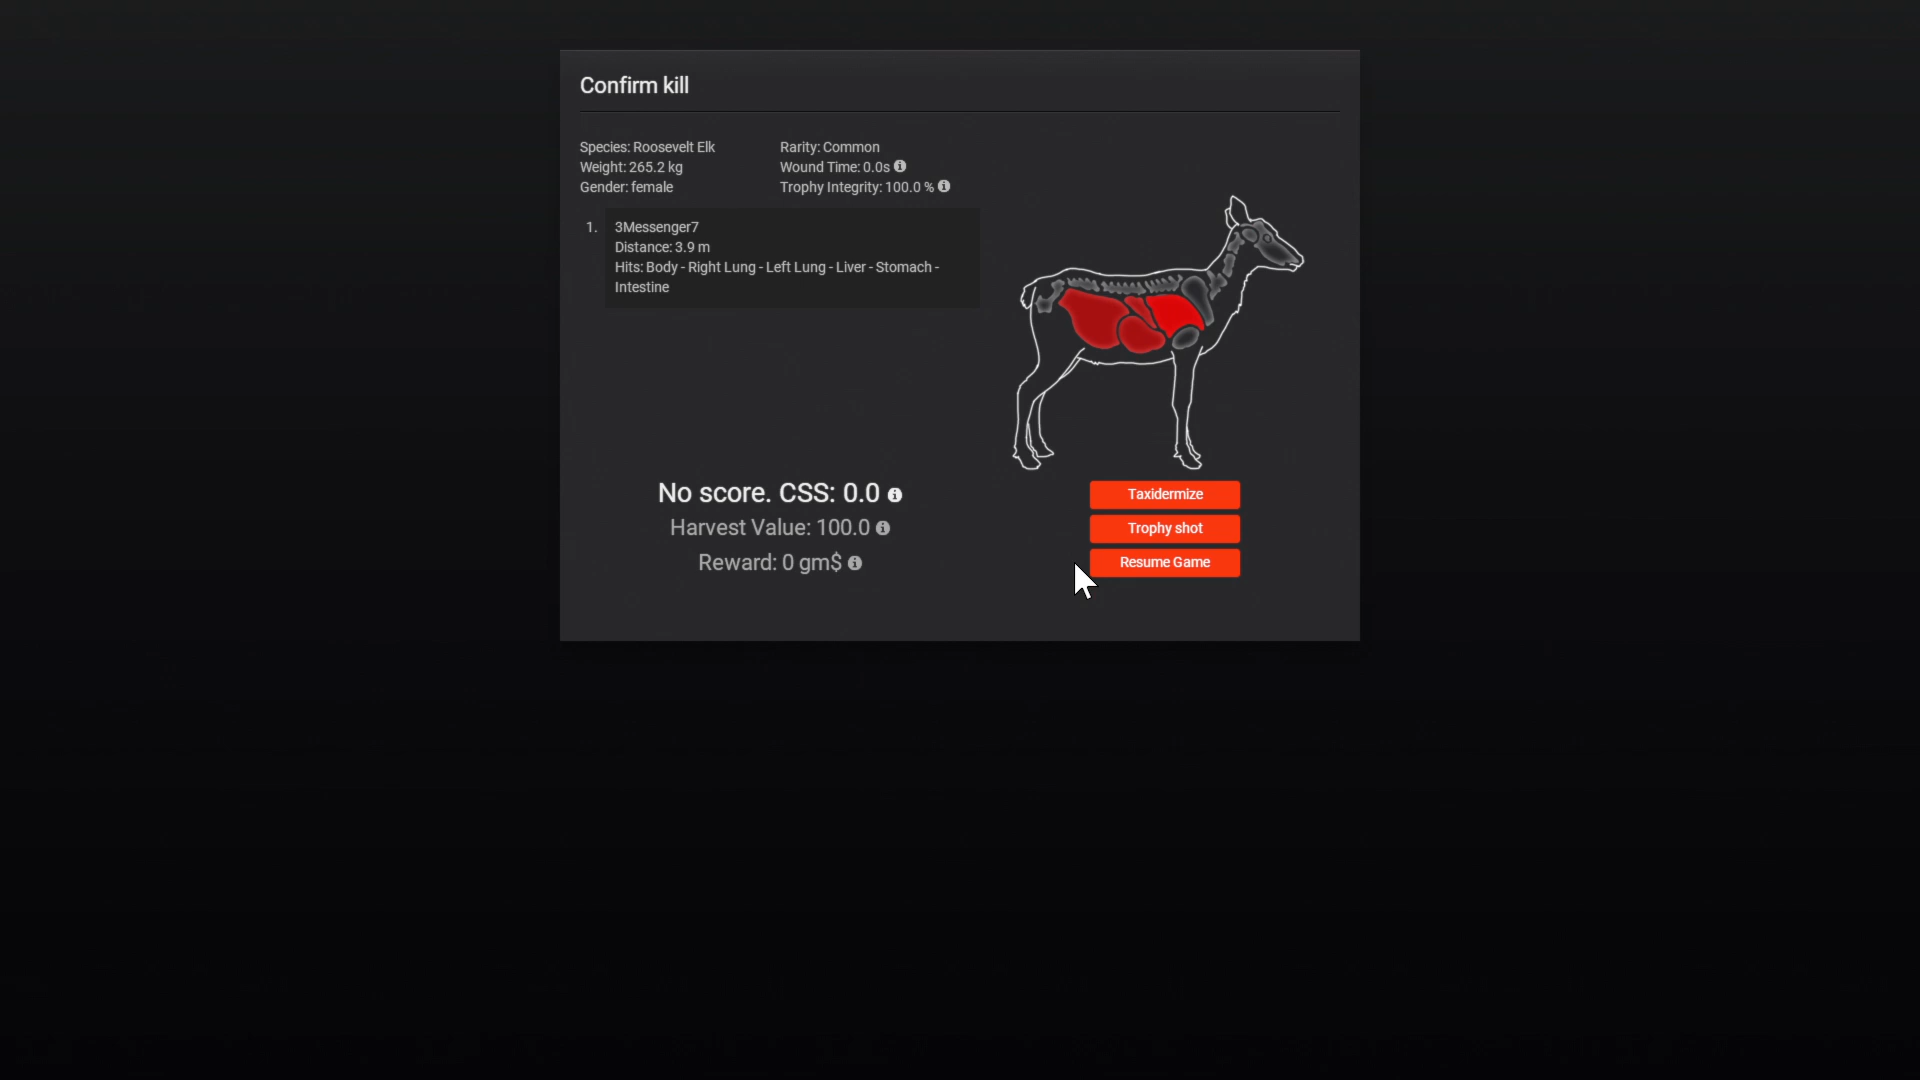 Confirm kill
Species: Roosevelt Elk
Weight: 265.2 kg
Gender: female
Rarity: Common
Wound Time: 0.0s
Trophy Integrity: 100.0 %
1.
3Messenger7
Distance: 3.9 m
Hits: Body - Right Lung - Left Lung - Liver - Stomach -
Intestine
No score. CSS: 0.0
Harvest Value: 100.0
Reward: 0 gm$
Taxidermize
Trophy shot
Resume Game